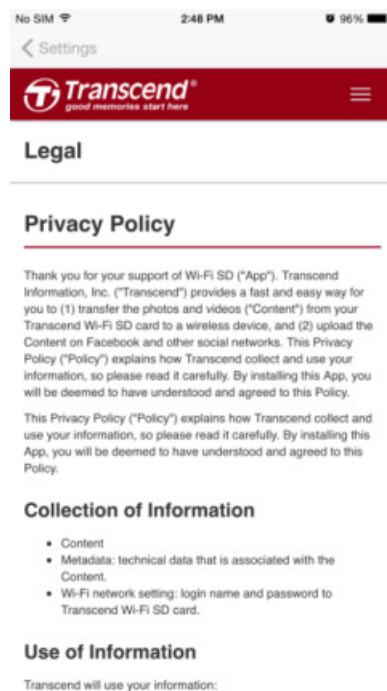 No SIM 2:48 PM 96%
Settings
Transcend®
good memories start here
Legal
Privacy Policy
Thank you for your support of Wi-Fi SD ("App"). Transcend
Information, Inc. ("Transcend") provides a fast and easy way for
you to (1) transfer the photos and videos ("Content") from your
Transcend Wi-Fi SD card to a wireless device, and (2) upload the
Content on Facebook and other social networks. This Privacy
Policy ("Policy") explains how Transcend collect and use your
information, so please read it carefully. By installing this App, you
will be deemed to have understood and agreed to this Policy.
This Privacy Policy ("Policy") explains how Transcend collect and
use your information, so please read it carefully. By installing this
App, you will be deemed to have understood and agreed to this
Policy.
Collection of Information
• Content
• Metadata: technical data that is associated with the
Content.
• Wi-Fi network setting: login name and password to
Transcend Wi-Fi SD card.
Use of Information
Transcend will use your information: